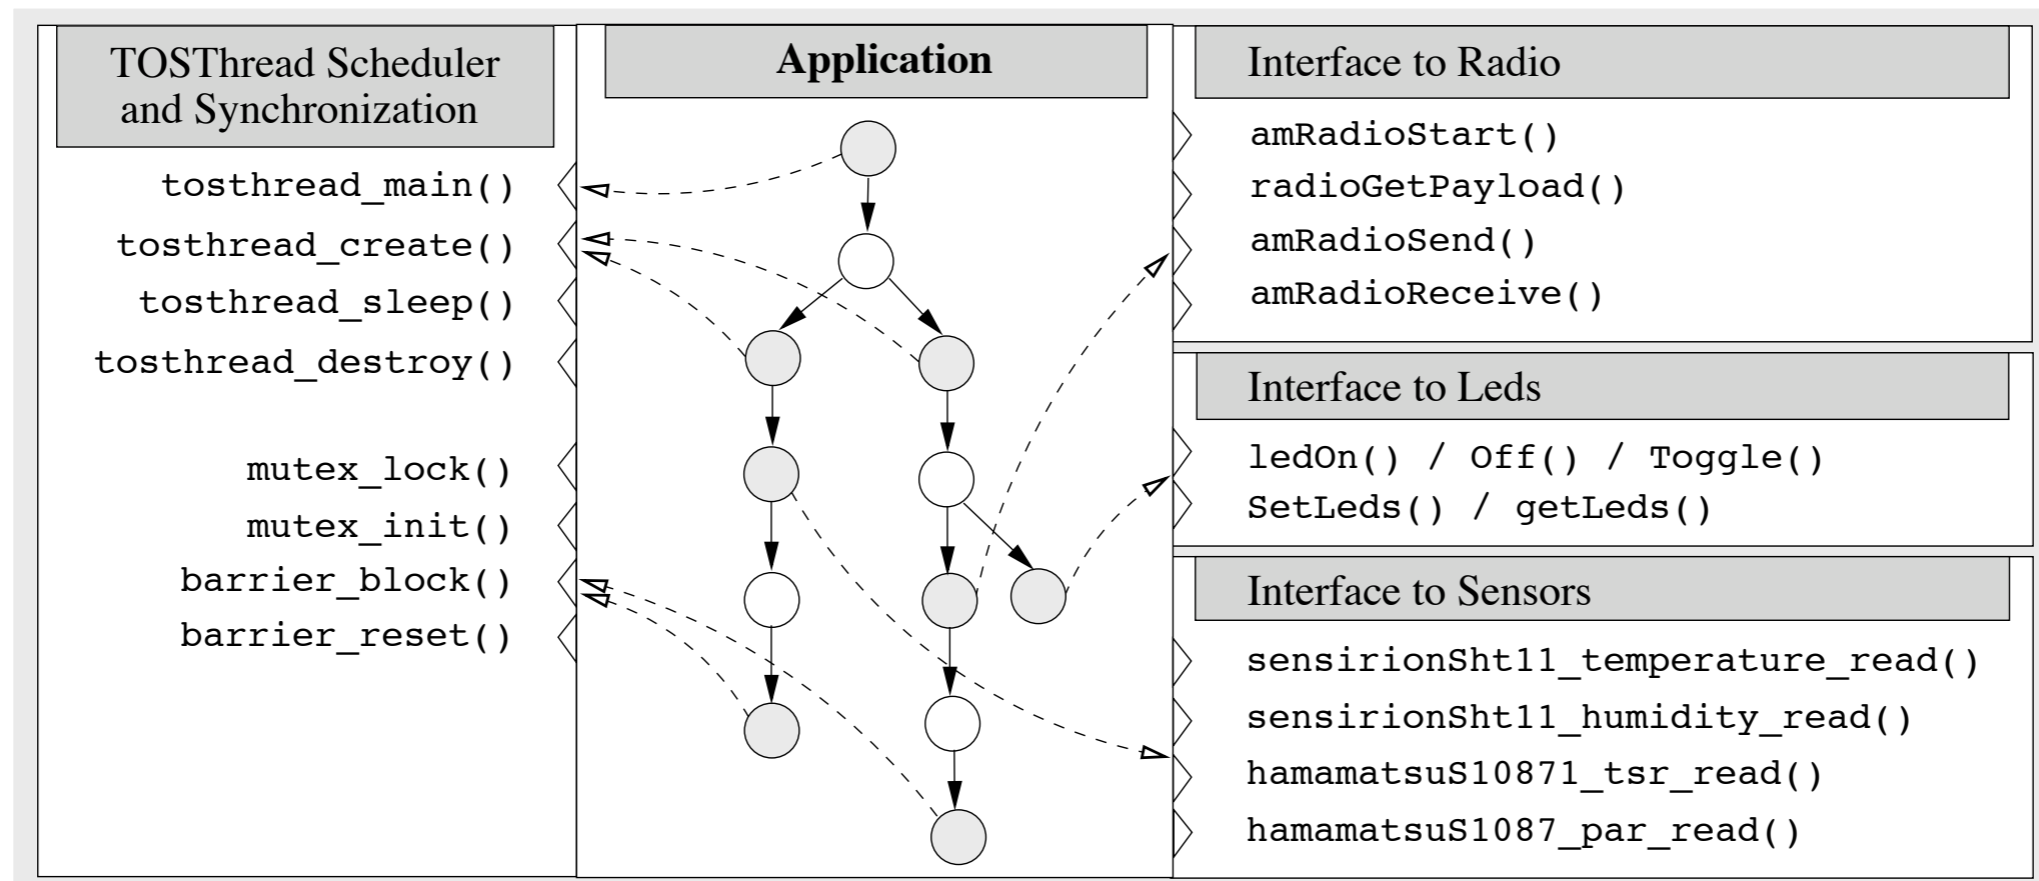 TOSThread Scheduler
and Synchronization
tosthread_main()
tosthread_create()
tosthread_sleep()
tosthread_destroy()
mutex_lock()
mutex_init()
barrier_block()
barrier_reset()
Application
Interface to Radio
amRadioStart()
radioGetPayload()
amRadioSend()
amRadioReceive()
Interface to Leds
ledOn() / Off() / Toggle()
SetLeds() / getLeds()
Interface to Sensors
sensirionSht11_temperature_read()
sensirionSht11_humidity_read()
hamamatsuS10871_tsr_read()
hamamatsuS1087_par_read()